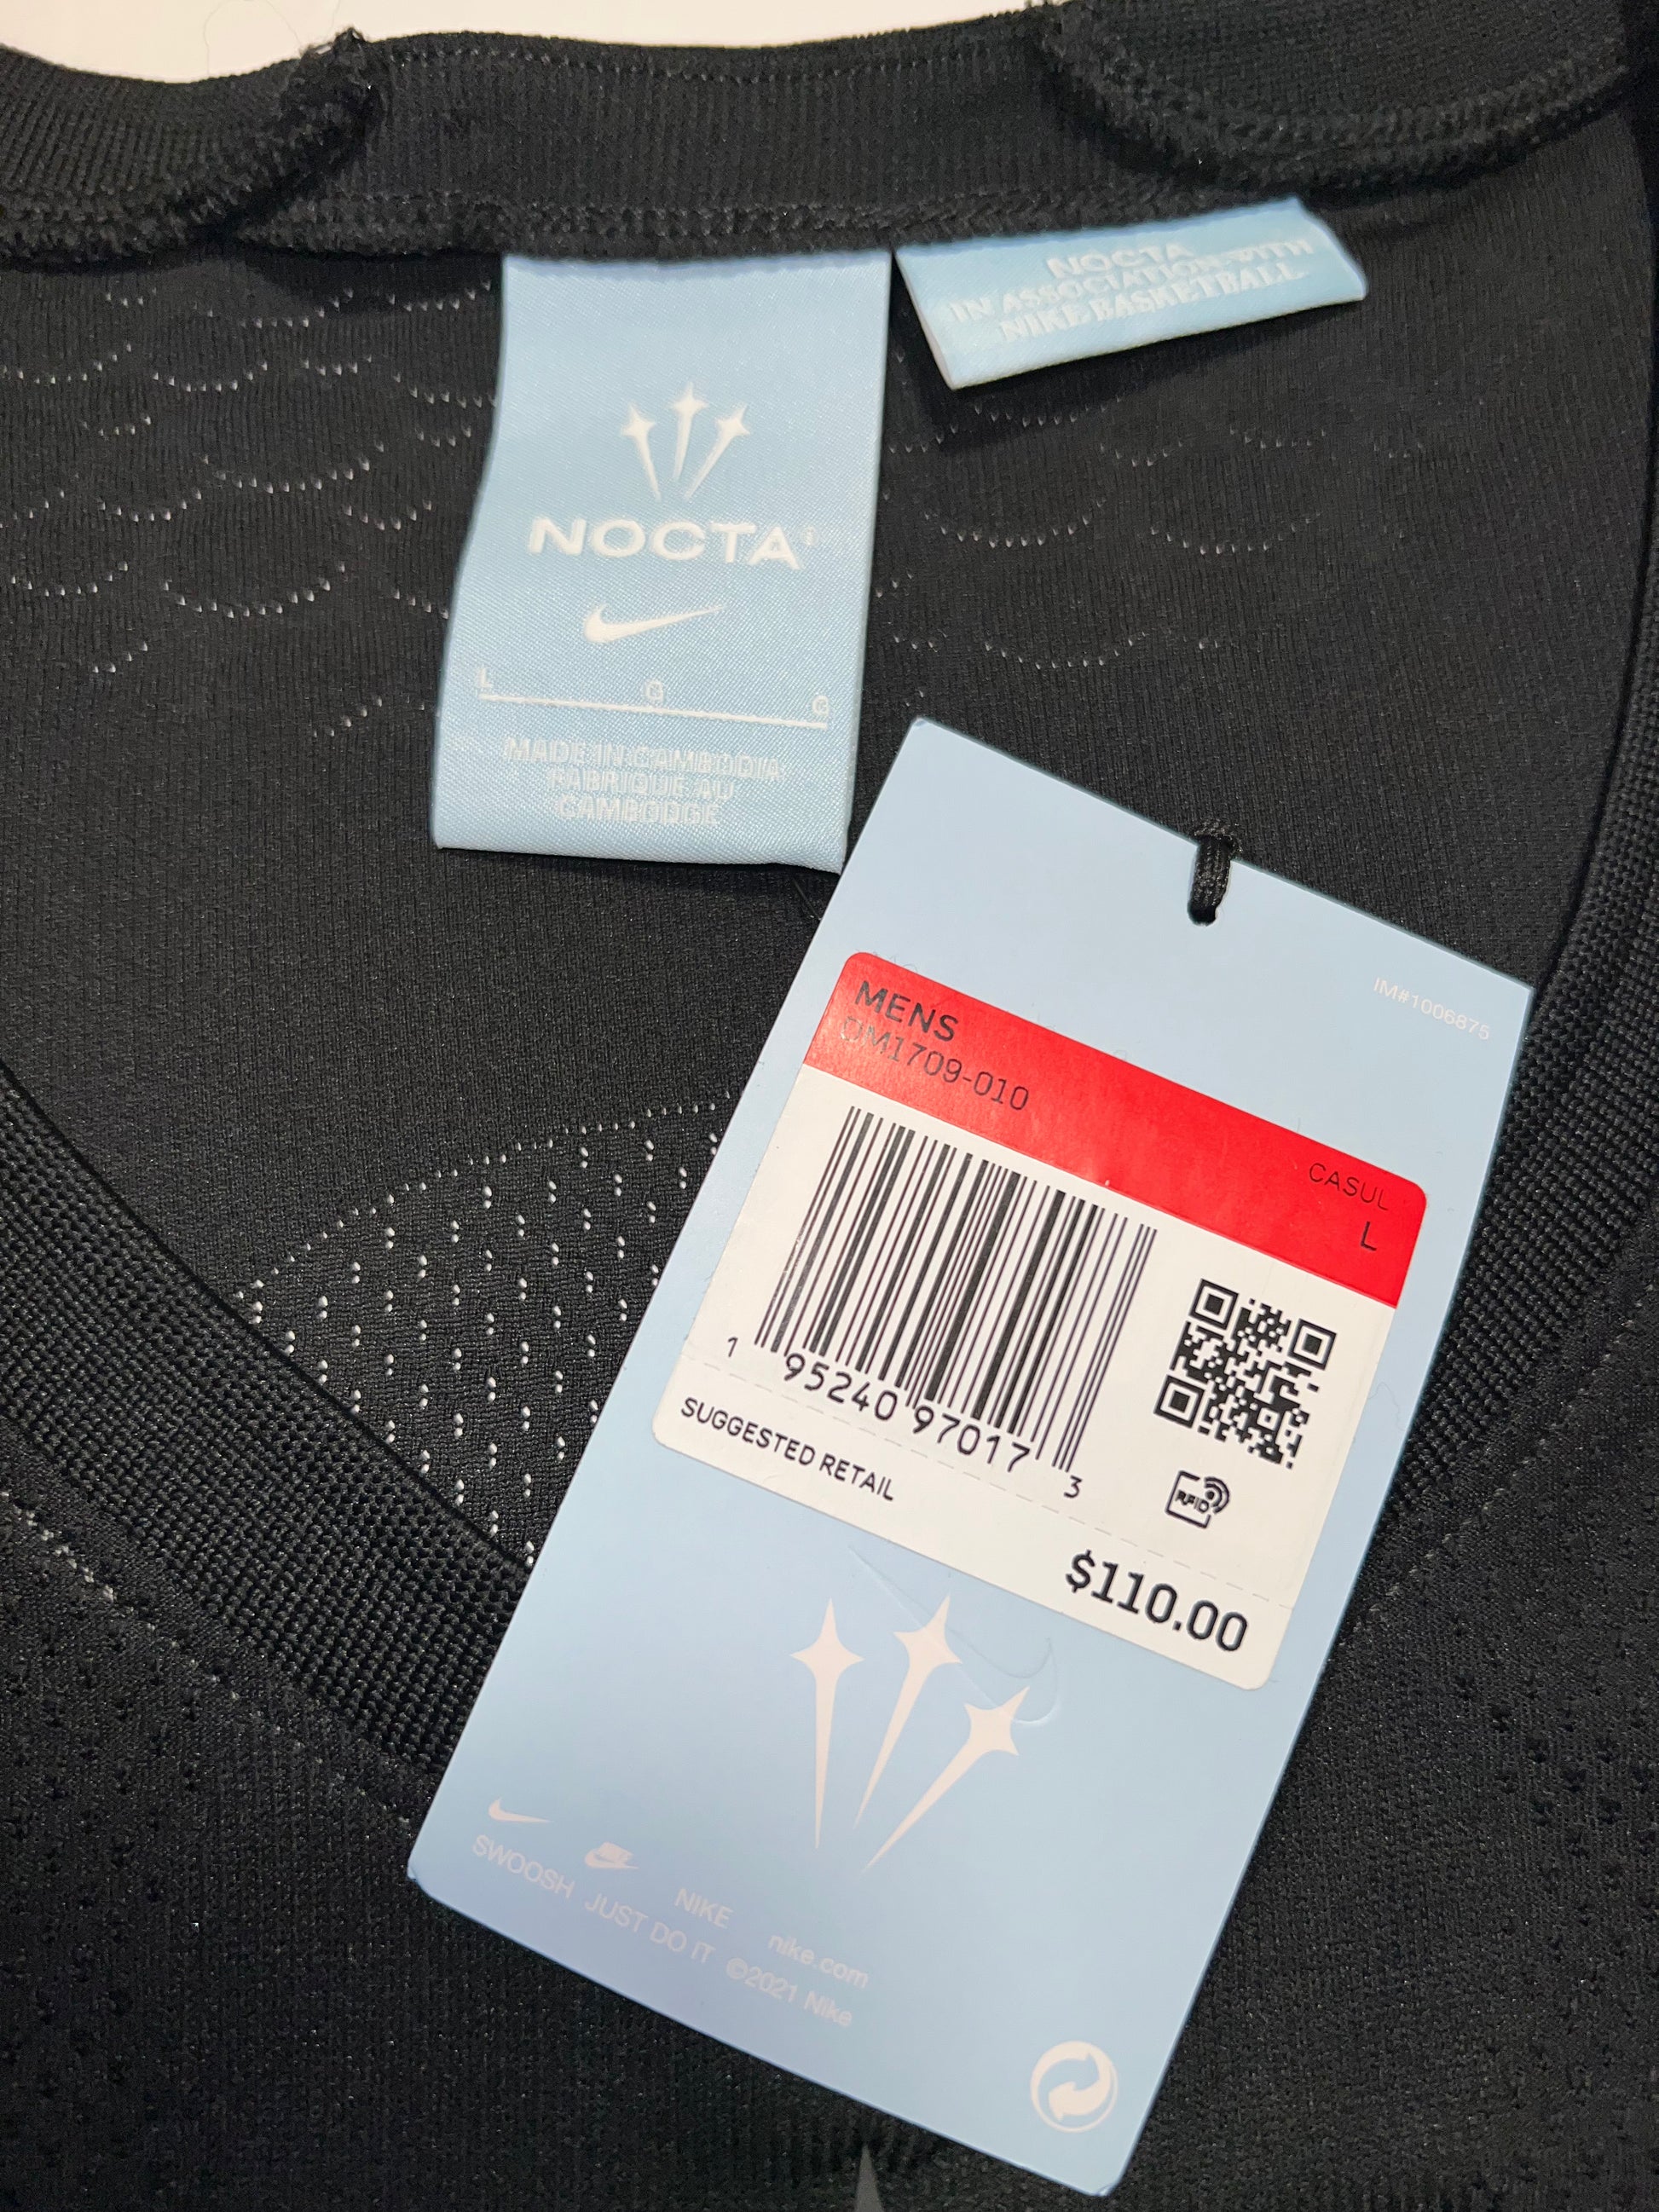 NOCTA
IN ASSOCIATION WITH
NIKE BASKETBALL
NOCTA
L G G
MADE IN CAMBODIA
FABRIQUE AU
CAMBODGE
IM#1006875
MENS
DM1709-010
CASUL
L
1 95240 97017 3
RFID
SUGGESTED RETAIL
$110.00
NIKE nike.com
SWOOSH JUST DO IT ©2021 Nike